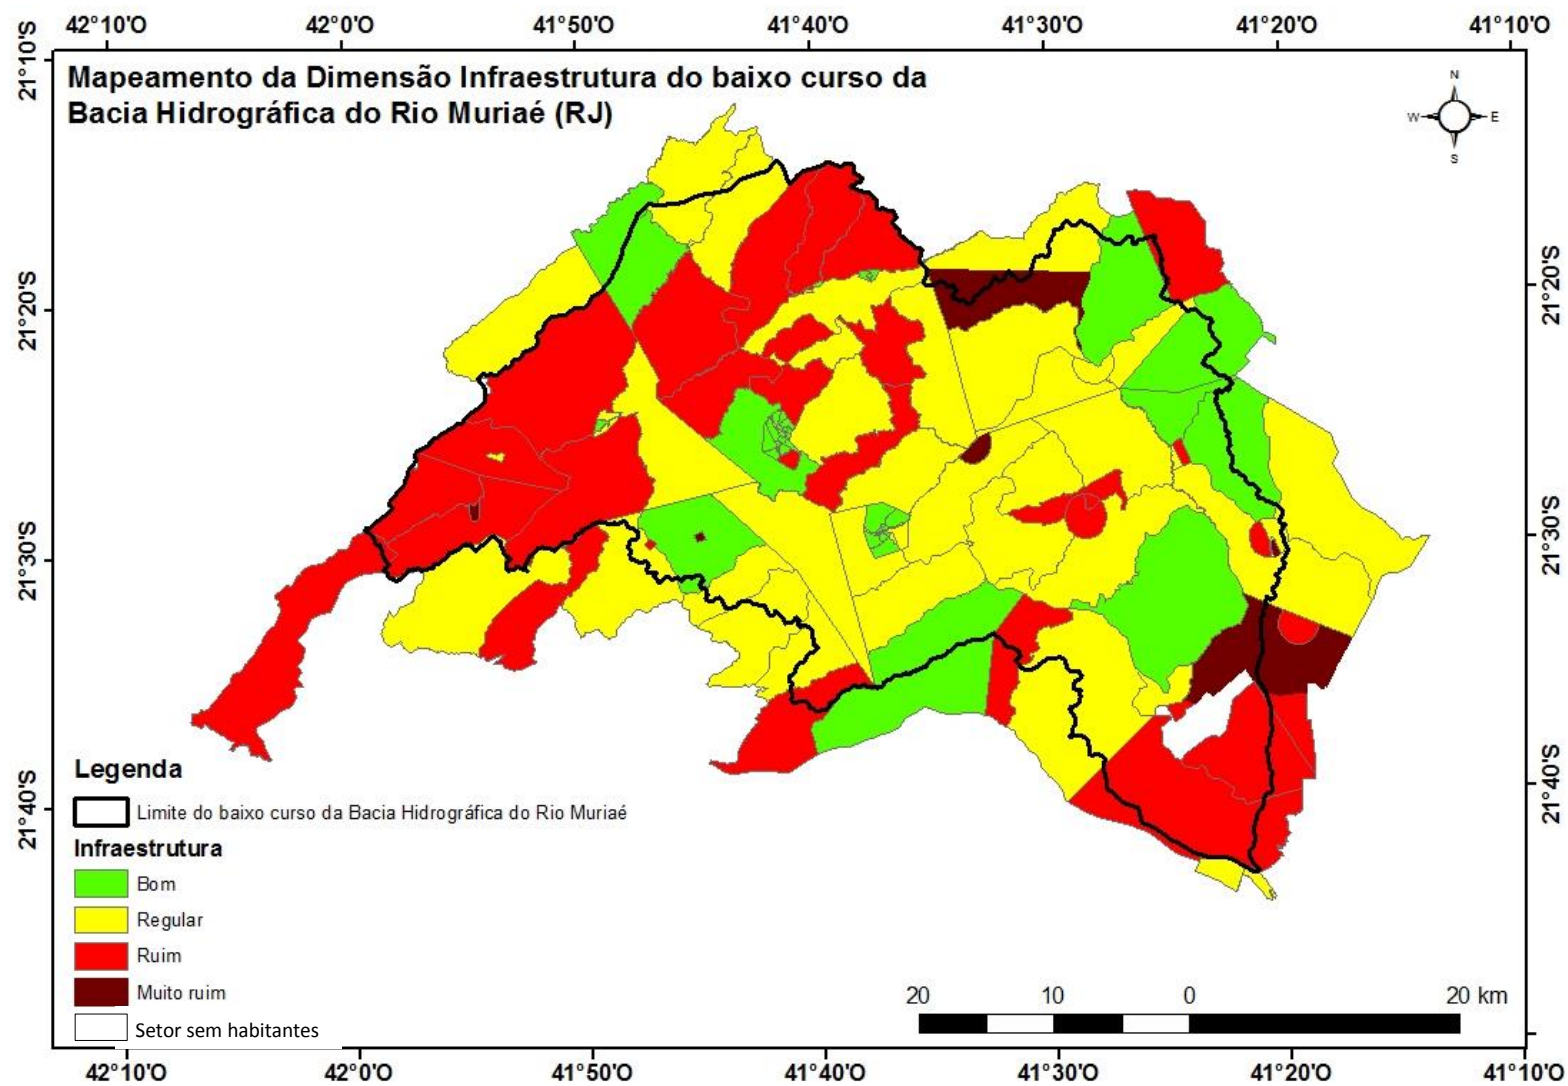 42°10'O 42°0'O 41°50'O 41°40'O 41°30'O 41°20'O 41°10'O
21°10'S
Mapeamento da Dimensão Infraestrutura do baixo curso da
Bacia Hidrográfica do Rio Muriaé (RJ)
N
W E
S
21°20'S 21°20'S
21°30'S 21°30'S
21°40'S 21°40'S
Legenda
Limite do baixo curso da Bacia Hidrográfica do Rio Muriaé
Infraestrutura
Bom
Regular
Ruim
Muito ruim
Setor sem habitantes
20 10 0 20 km
42°10'O 42°0'O 41°50'O 41°40'O 41°30'O 41°20'O 41°10'O